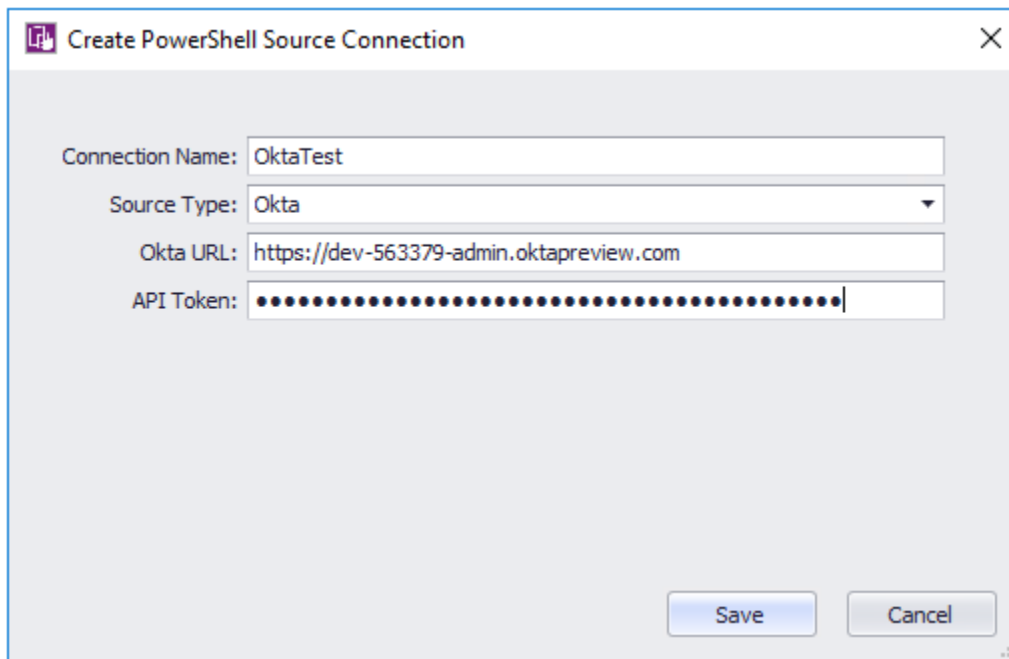 Create PowerShell Source Connection
Connection Name: OktaTest
Source Type: Okta
Okta URL: https://dev-563379-admin.oktapreview.com
API Token: ••••••••••••••••••••••••••••••••••••••••••
Save Cancel